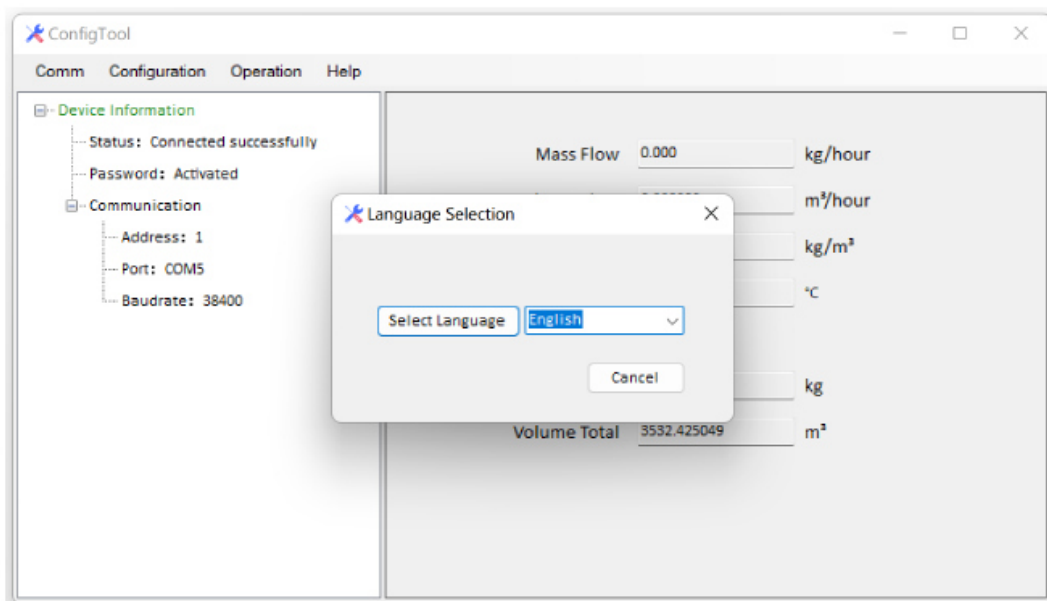 ConfigTool
Comm Configuration Operation Help
Device Information
Status: Connected successfully
Password: Activated
Communication
Address: 1
Port: COM5
Baudrate: 38400
Mass Flow 0.000 kg/hour
m³/hour
kg/m³
°C
kg
Volume Total 3532.425049 m³
Language Selection
Select Language English
Cancel